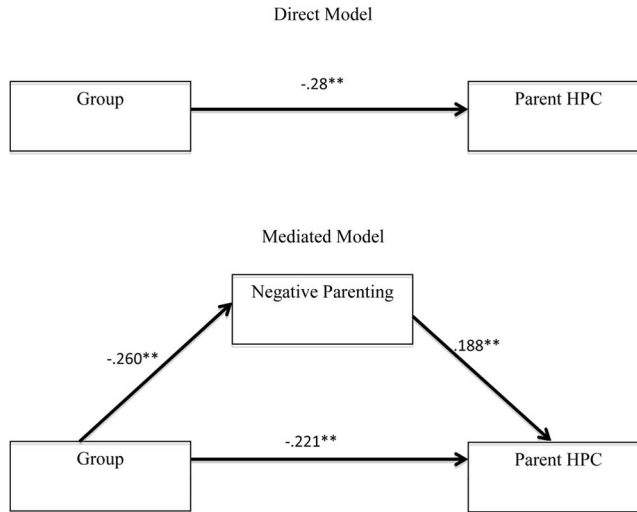 Direct Model
-.28**
Group
Parent HPC
Mediated Model
Negative Parenting
-.260**
.188**
-.221**
Group
Parent HPC